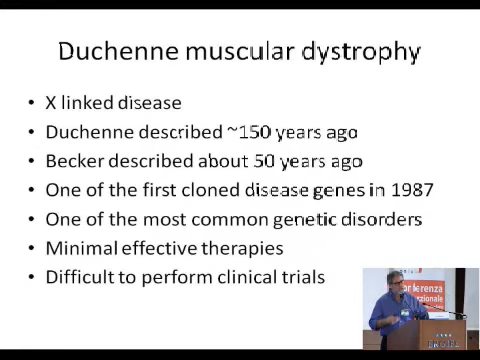 Duchenne muscular dystrophy
• X linked disease
• Duchenne described ~150 years ago
• Becker described about 50 years ago
• One of the first cloned disease genes in 1987
• One of the most common genetic disorders
• Minimal effective therapies
• Difficult to perform clinical trials